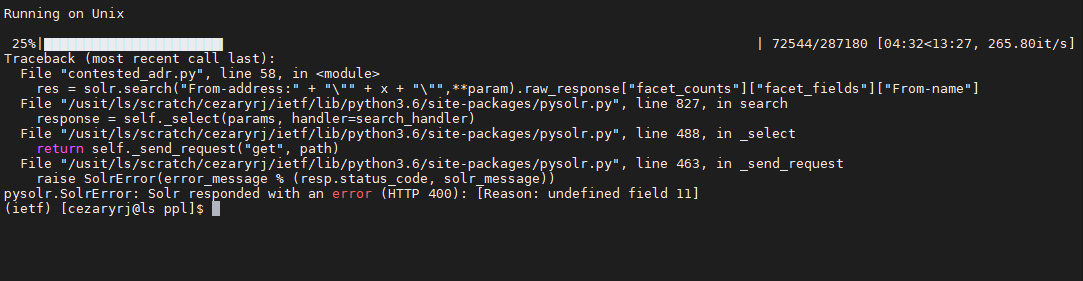 Running on Unix
25%|                      | 72544/287180 [04:32<13:27, 265.80it/s]
Traceback (most recent call last):
  File "contested_adr.py", line 58, in <module>
    res = solr.search("From-address:" + "\"" + x + "\"",**param).raw_response["facet_counts"]["facet_fields"]["From-name"]
  File "/usit/ls/scratch/cezaryrj/ietf/lib/python3.6/site-packages/pysolr.py", line 827, in search
    response = self._select(params, handler=search_handler)
  File "/usit/ls/scratch/cezaryrj/ietf/lib/python3.6/site-packages/pysolr.py", line 488, in _select
    return self._send_request("get", path)
  File "/usit/ls/scratch/cezaryrj/ietf/lib/python3.6/site-packages/pysolr.py", line 463, in _send_request
    raise SolrError(error_message % (resp.status_code, solr_message))
pysolr.SolrError: Solr responded with an error (HTTP 400): [Reason: undefined field 11]
(ietf) [cezaryrj@ls ppl]$